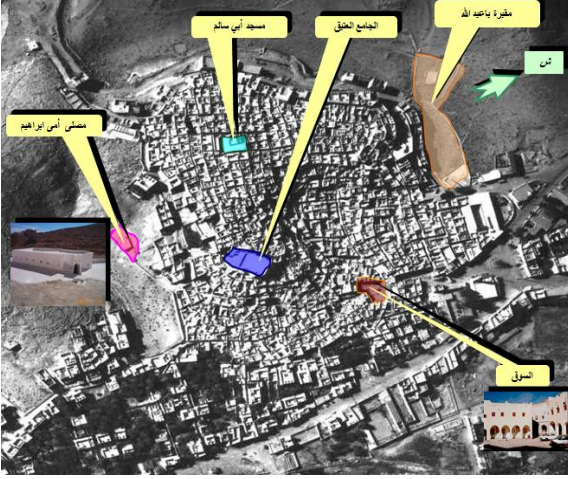 مقبرة باعبد الله
الجامع العتيق
مسجد أبي سالم
ش
مصلى أمي ابراهيم
السوق